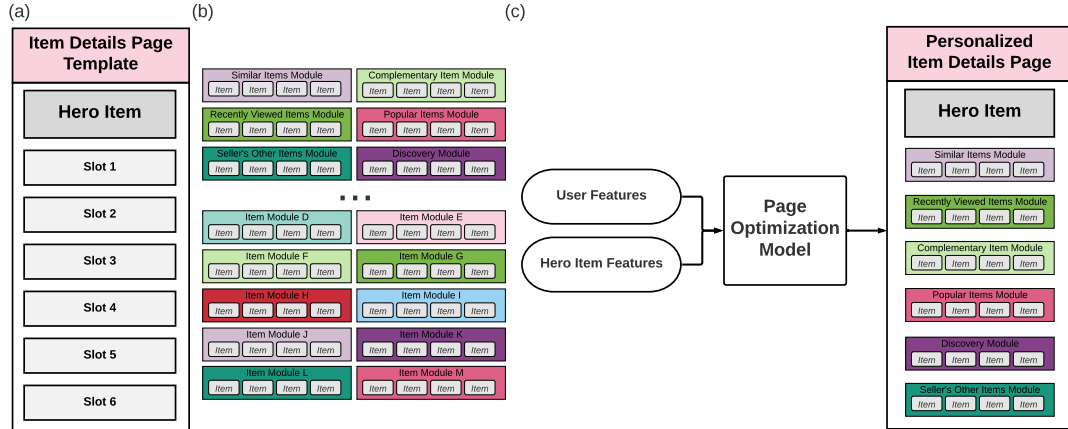 (a)
Item Details Page
Template
Hero Item
Slot 1
Slot 2
Slot 3
Slot 4
Slot 5
Slot 6
(b)
Similar Items Module
Item Item Item Item
Complementary Item Module
Item Item Item Item
Recently Viewed Items Module
Item Item Item Item
Popular Items Module
Item Item Item Item
Seller's Other Items Module
Item Item Item Item
Discovery Module
Item Item Item Item
...
Item Module D
Item Item Item Item
Item Module E
Item Item Item Item
Item Module F
Item Item Item Item
Item Module G
Item Item Item Item
Item Module H
Item Item Item Item
Item Module I
Item Item Item Item
Item Module J
Item Item Item Item
Item Module K
Item Item Item Item
Item Module L
Item Item Item Item
Item Module M
Item Item Item Item
(c)
User Features
Hero Item Features
Page
Optimization
Model
Personalized
Item Details Page
Hero Item
Similar Items Module
Item Item Item Item
Recently Viewed Items Module
Item Item Item Item
Complementary Item Module
Item Item Item Item
Popular Items Module
Item Item Item Item
Discovery Module
Item Item Item Item
Seller's Other Items Module
Item Item Item Item